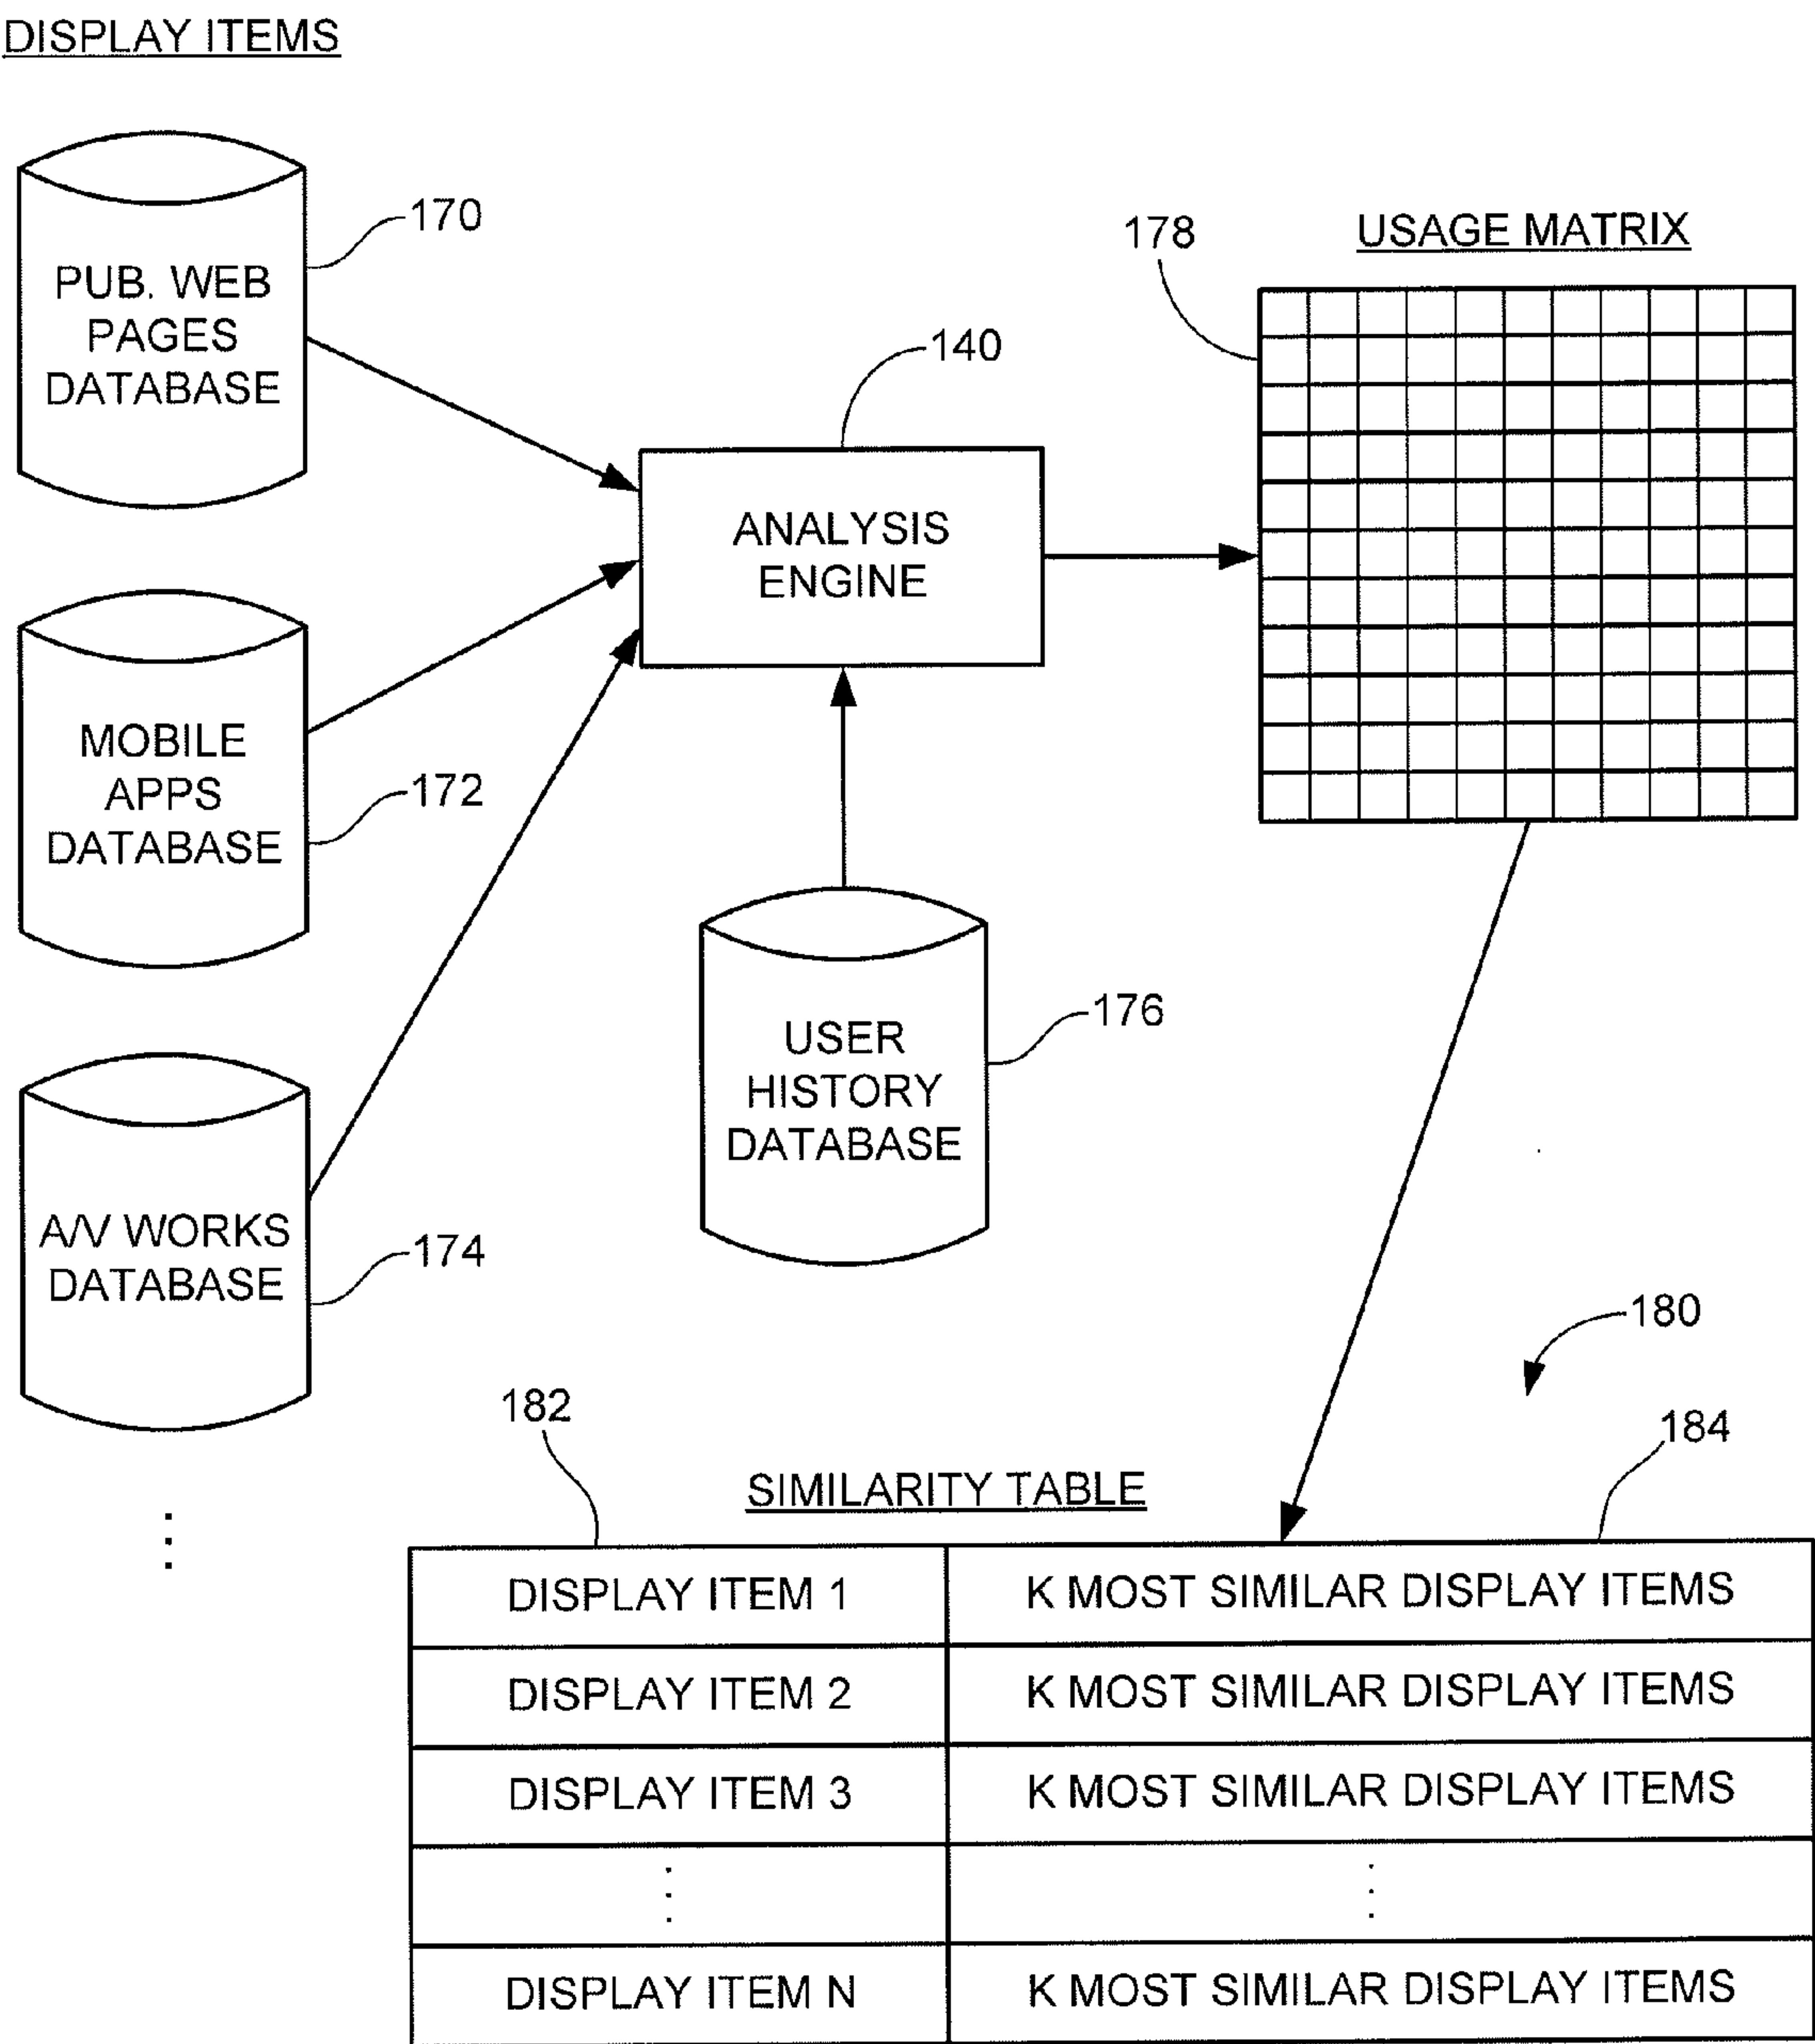 DISPLAY ITEMS
170
PUB. WEB
PAGES
DATABASE
178
USAGE MATRIX
140
ANALYSIS
ENGINE
MOBILE
APPS
DATABASE
172
176
USER
HISTORY
DATABASE
A/V WORKS
DATABASE
174
180
182
184
SIMILARITY TABLE
DISPLAY ITEM 1
K MOST SIMILAR DISPLAY ITEMS
DISPLAY ITEM 2
K MOST SIMILAR DISPLAY ITEMS
DISPLAY ITEM 3
K MOST SIMILAR DISPLAY ITEMS
DISPLAY ITEM N
K MOST SIMILAR DISPLAY ITEMS